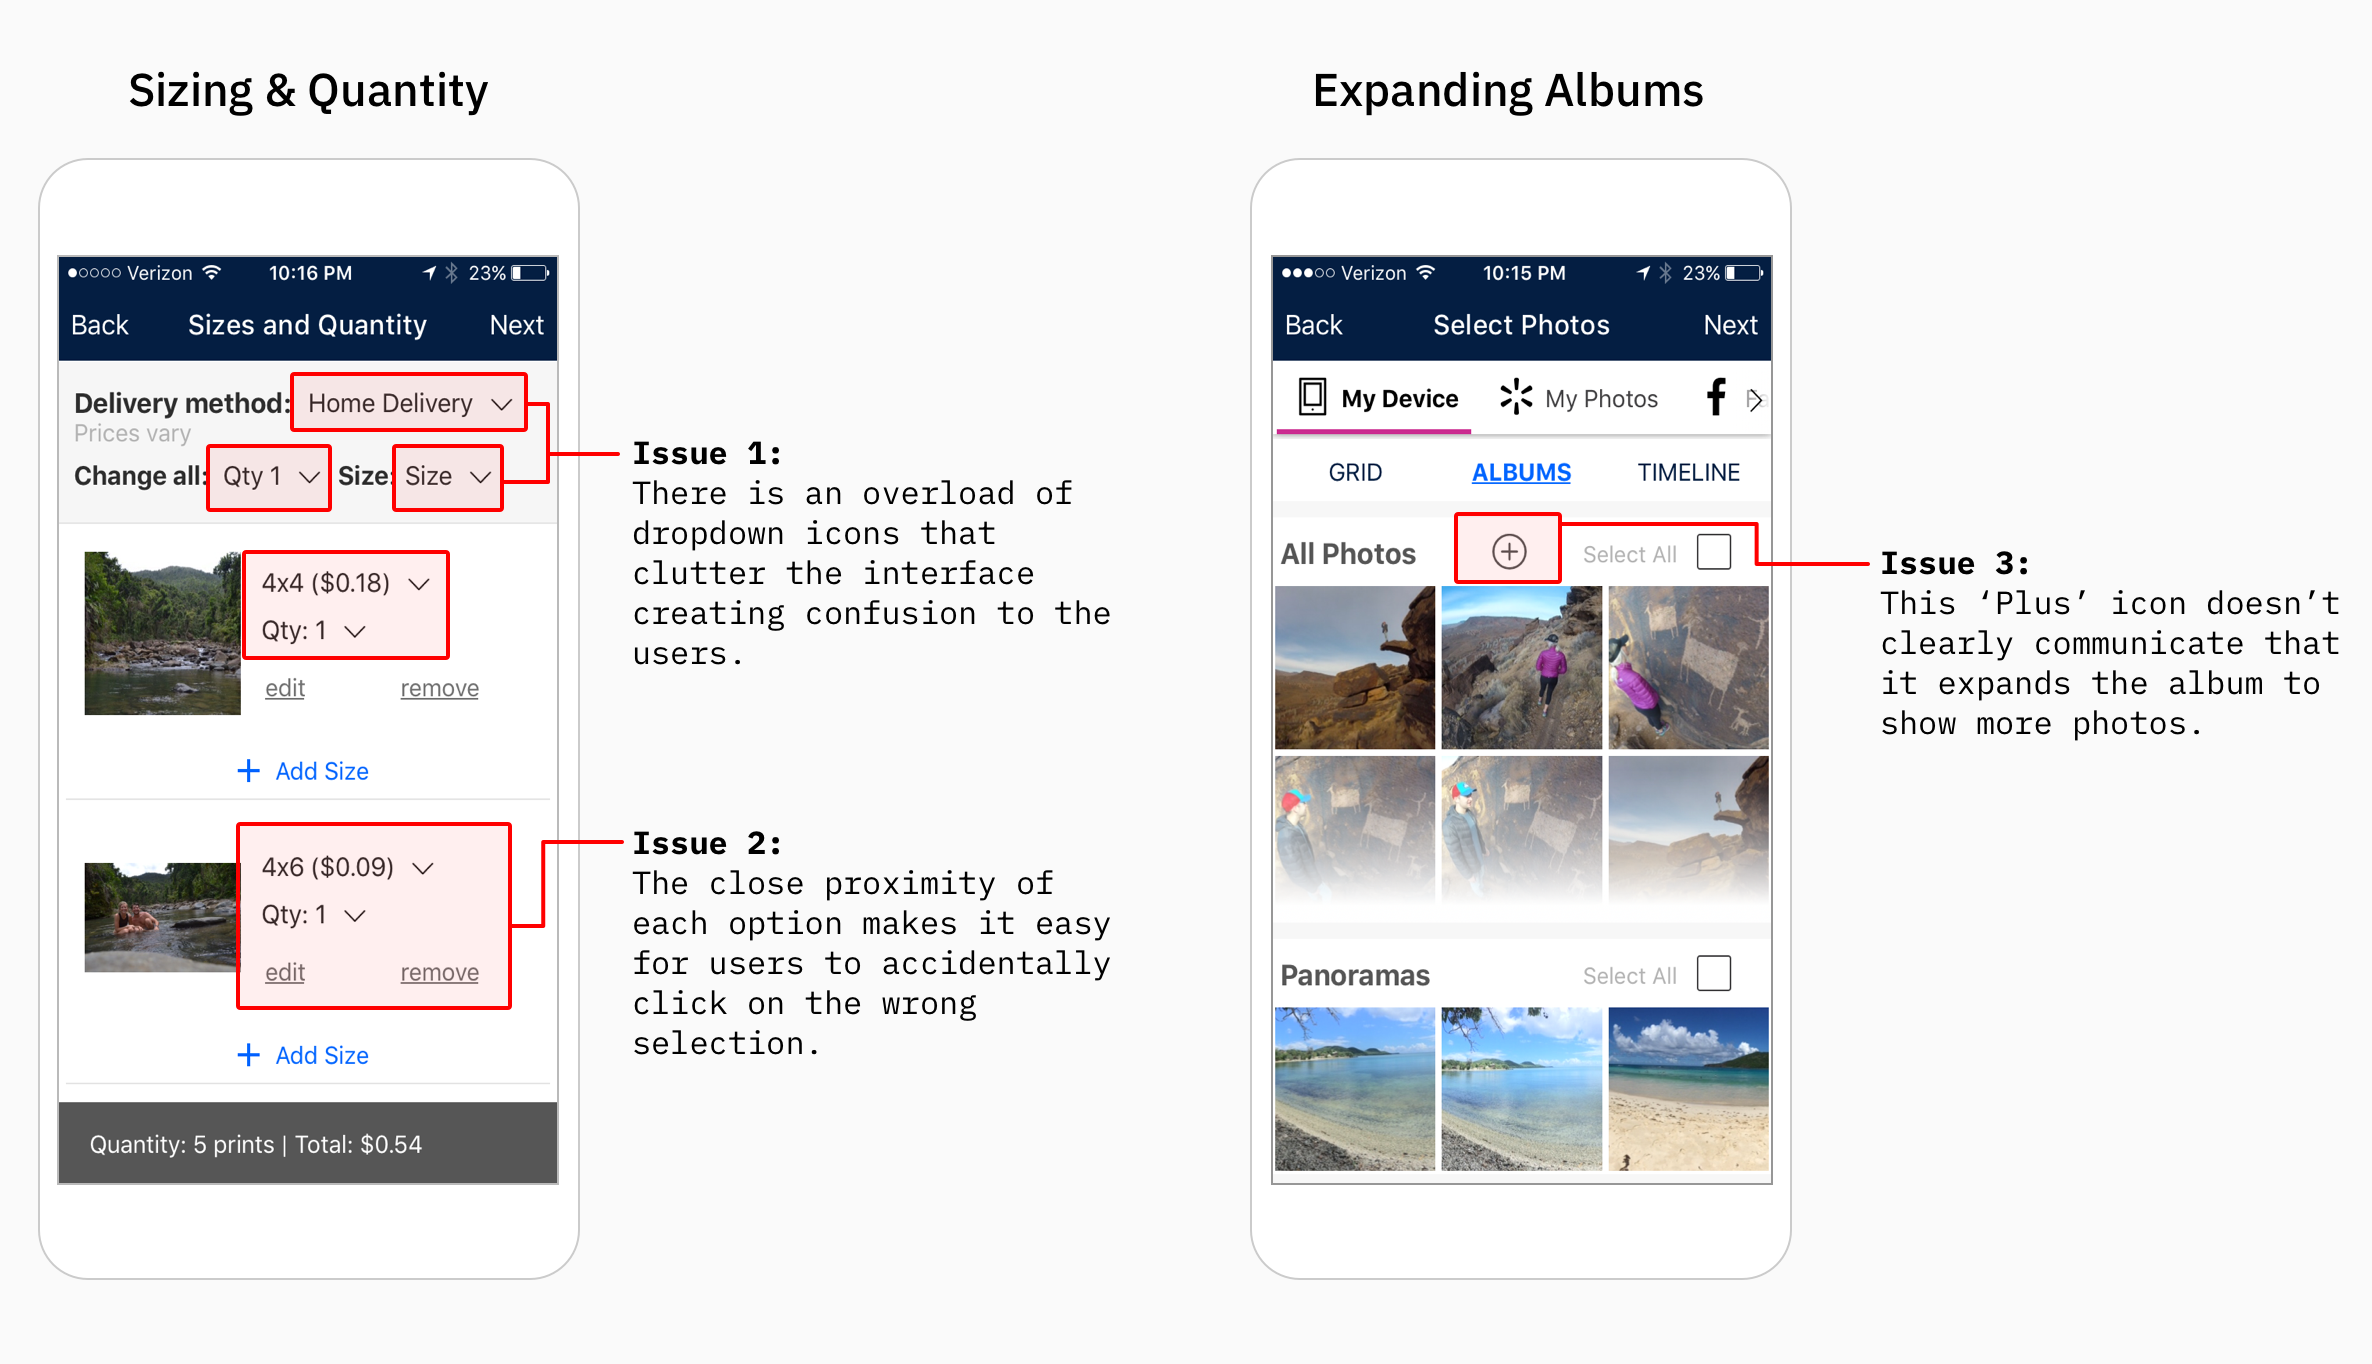 Sizing & Quantity
Verizon 10:16 PM 23%
Back Sizes and Quantity Next
Delivery method: Home Delivery
Prices vary
Change all: Qty 1 Size: Size
4x4 ($0.18)
Qty: 1
edit remove
+ Add Size
4x6 ($0.09)
Qty: 1
edit remove
+ Add Size
Quantity: 5 prints | Total: $0.54
Issue 1:
There is an overload of
dropdown icons that
clutter the interface
creating confusion to the
users.
Issue 2:
The close proximity of
each option makes it easy
for users to accidentally
click on the wrong
selection.
Expanding Albums
Verizon 10:15 PM 23%
Back Select Photos Next
My Device My Photos
GRID ALBUMS TIMELINE
All Photos Select All
Panoramas Select All
Issue 3:
This ‘Plus’ icon doesn’t
clearly communicate that
it expands the album to
show more photos.